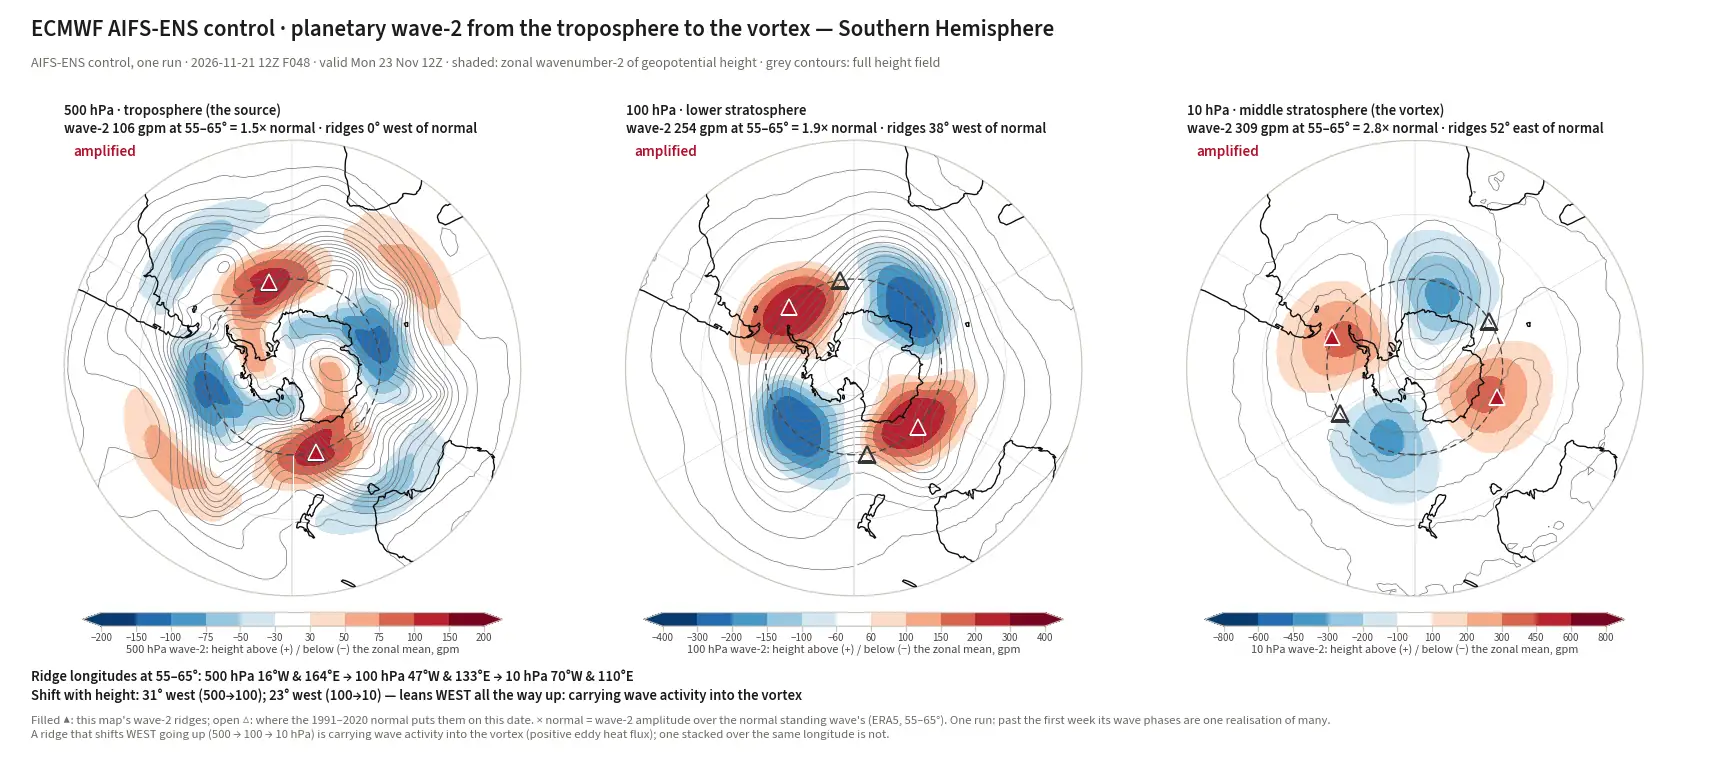 ECMWF AIFS-ENS control · planetary wave-2 from the troposphere to the vortex — Southern Hemisphere
AIFS-ENS control, one run · 2026-11-21 12Z F048 · valid Mon 23 Nov 12Z · shaded: zonal wavenumber-2 of geopotential height · grey contours: full height field
500 hPa · troposphere (the source)
wave-2 106 gpm at 55–65° = 1.5× normal · ridges 0° west of normal
amplified
100 hPa · lower stratosphere
wave-2 254 gpm at 55–65° = 1.9× normal · ridges 38° west of normal
amplified
10 hPa · middle stratosphere (the vortex)
wave-2 309 gpm at 55–65° = 2.8× normal · ridges 52° east of normal
amplified
−200 −150 −100 −75 −50 −30 30 50 75 100 150 200
500 hPa wave-2: height above (+) / below (−) the zonal mean, gpm
−400 −300 −200 −150 −100 −60 60 100 150 200 300 400
100 hPa wave-2: height above (+) / below (−) the zonal mean, gpm
−800 −600 −450 −300 −200 −100 100 200 300 450 600 800
10 hPa wave-2: height above (+) / below (−) the zonal mean, gpm
Ridge longitudes at 55–65°: 500 hPa 16°W & 164°E → 100 hPa 47°W & 133°E → 10 hPa 70°W & 110°E
Shift with height: 31° west (500→100); 23° west (100→10) — leans WEST all the way up: carrying wave activity into the vortex
Filled ▲: this map's wave-2 ridges; open △: where the 1991–2020 normal puts them on this date. × normal = wave-2 amplitude over the normal standing wave's (ERA5, 55–65°). One run: past the first week its wave phases are one realisation of many.
A ridge that shifts WEST going up (500 → 100 → 10 hPa) is carrying wave activity into the vortex (positive eddy heat flux); one stacked over the same longitude is not.